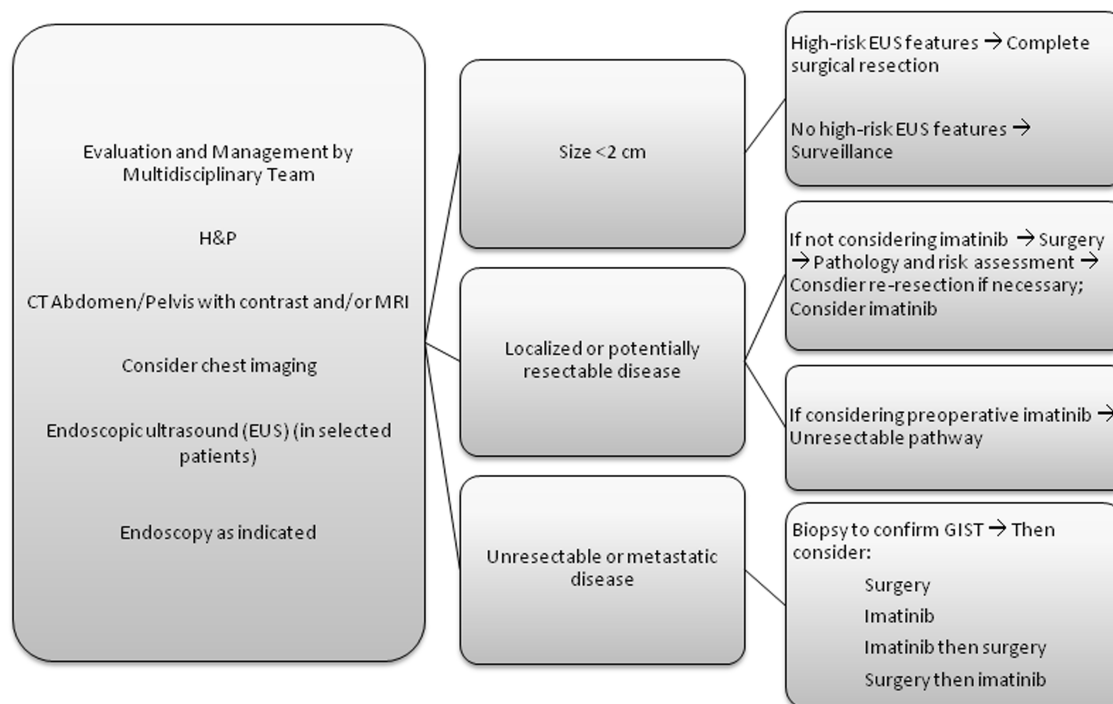 Evaluation and Management by
Multidisciplinary Team
H&P
CT Abdomen/Pelvis with contrast and/or MRI
Consider chest imaging
Endoscopic ultrasound (EUS) (in selected
patients)
Endoscopy as indicated
Size <2 cm
Localized or potentially
resectable disease
Unresectable or metastatic
disease
High-risk EUS features → Complete
surgical resection
No high-risk EUS features →
Surveillance
If not considering imatinib → Surgery
→ Pathology and risk assessment →
Consdier re-resection if necessary;
Consider imatinib
If considering preoperative imatinib →
Unresectable pathway
Biopsy to confirm GIST → Then
consider:
Surgery
Imatinib
Imatinib then surgery
Surgery then imatinib